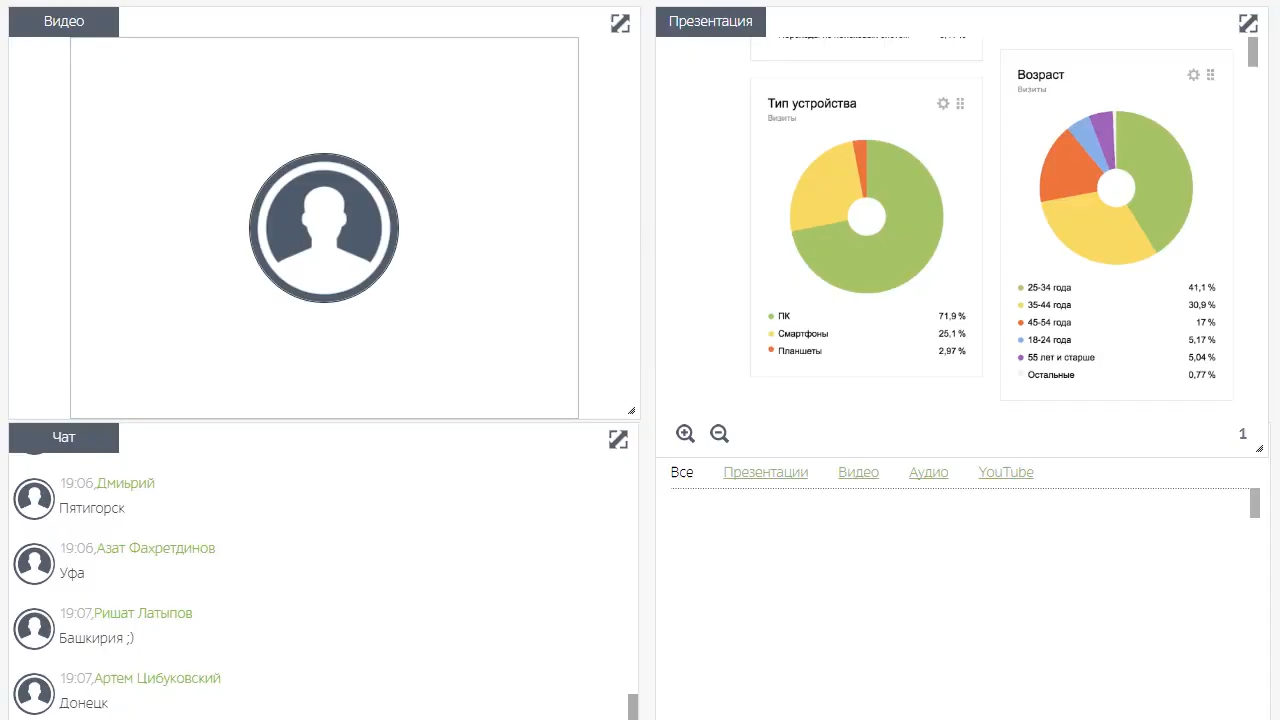 Видео
Чат
19:06,Дмиьрий
Пятигорск
19:06,Азат Фахретдинов
Уфа
19:07,Ришат Латыпов
Башкирия ;)
19:07,Артем Цибуковский
Донецк
Презентация
Тип устройства
Визиты
ПК 71,9 %
Смартфоны 25,1 %
Планшеты 2,97 %
Возраст
Визиты
25-34 года 41,1 %
35-44 года 30,9 %
45-54 года 17 %
18-24 года 5,17 %
55 лет и старше 5,04 %
Остальные 0,77 %
1
Все Презентации Видео Аудио YouTube